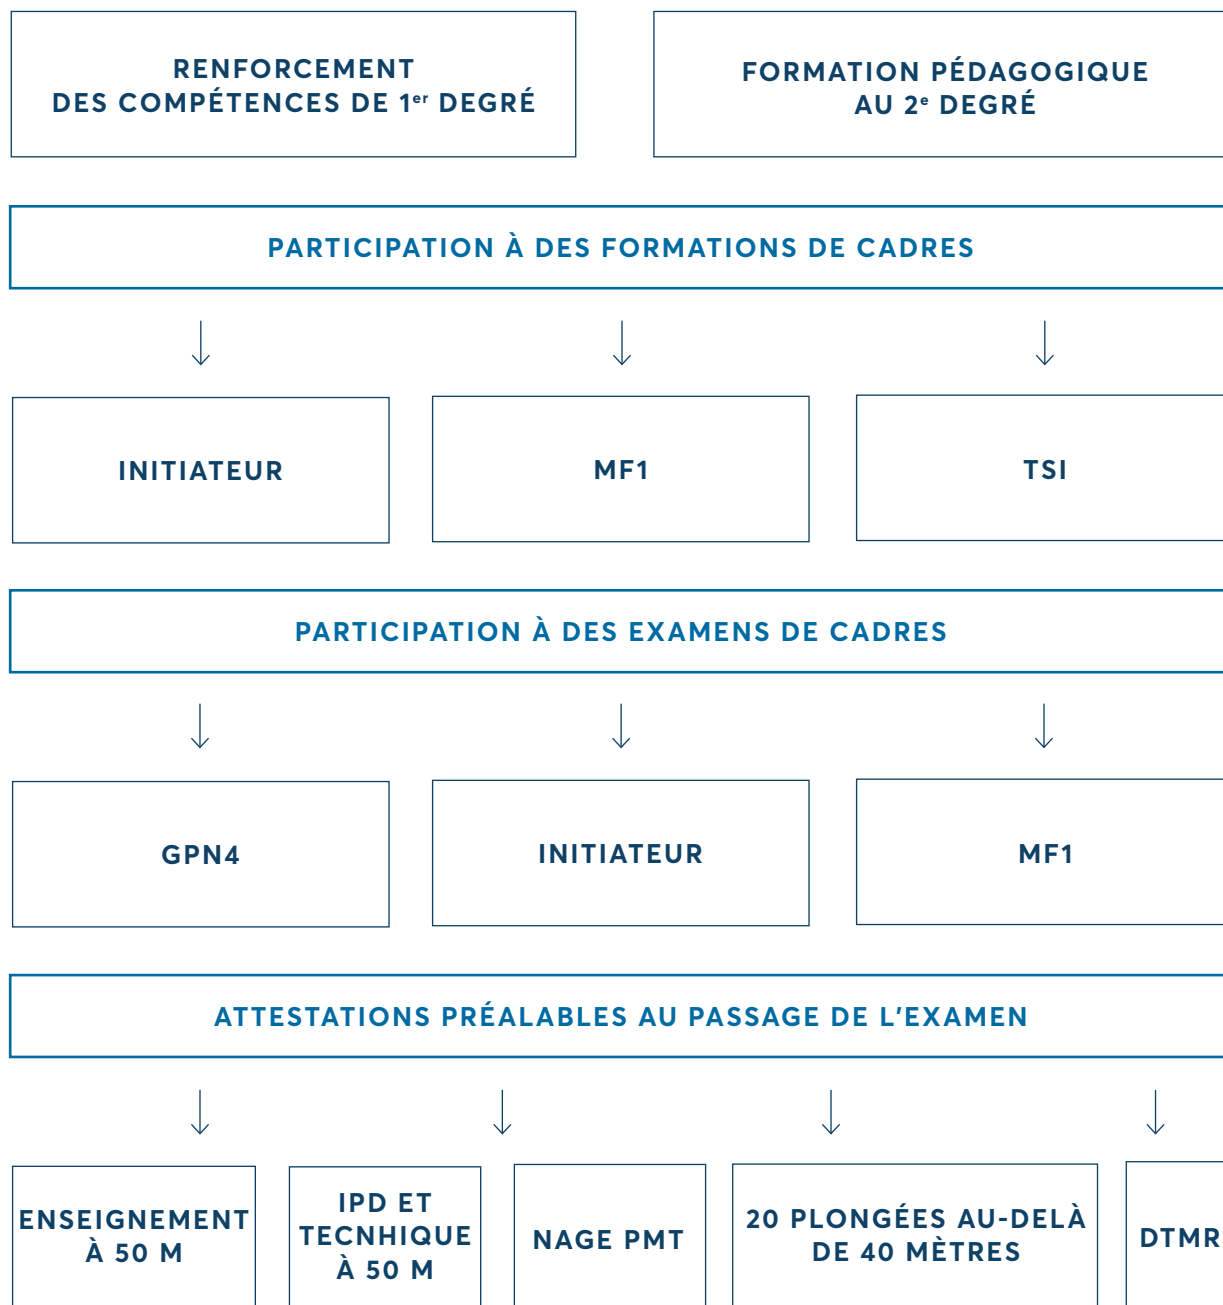 RENFORCEMENT
DES COMPÉTENCES DE 1er DEGRÉ
FORMATION PÉDAGOGIQUE
AU 2e DEGRÉ
PARTICIPATION À DES FORMATIONS DE CADRES
INITIATEUR
MF1
TSI
PARTICIPATION À DES EXAMENS DE CADRES
GPN4
INITIATEUR
MF1
ATTESTATIONS PRÉALABLES AU PASSAGE DE L'EXAMEN
ENSEIGNEMENT
À 50 M
IPD ET
TECNHIQUE
À 50 M
NAGE PMT
20 PLONGÉES AU-DELÀ
DE 40 MÈTRES
DTMR